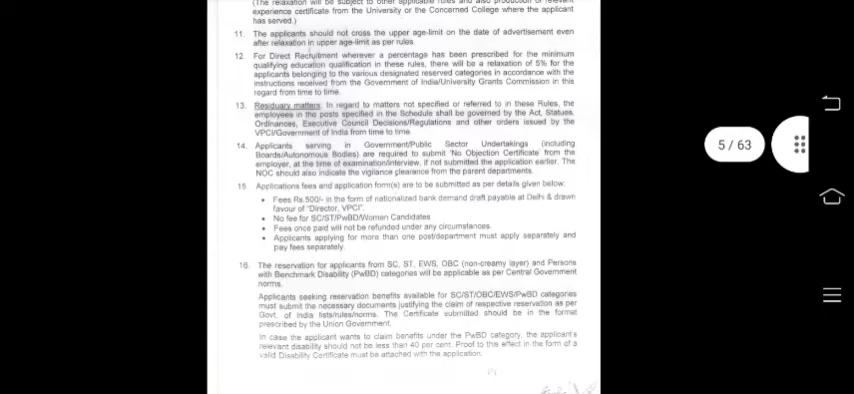 (The relaxation will be subject to other applicable rules and also production of relevant
experience certificate from the University or the Concerned College where the applicant
has served.)
11. The applicants should not cross the upper age-limit on the date of advertisement even
after relaxation in upper age-limit as per rules.
12. For Direct Recruitment wherever a percentage has been prescribed for the minimum
qualifying education qualification in these rules, there will be a relaxation of 5% for the
applicants belonging to the various designated reserved categories in accordance with the
instructions received from the Government of India/University Grants Commission in this
regard from time to time.
13. Residuary matters: In regard to matters not specified or referred to in these Rules, the
employees in the posts specified in the Schedule shall be governed by the Act, Statues,
Ordinances, Executive Council Decisions/Regulations and other orders issued by the
VPCI/Government of India from time to time.
14. Applicants serving in Government/Public Sector Undertakings (including
Boards/Autonomous Bodies) are required to submit 'No Objection Certificate' from the
employer, at the time of examination/interview, if not submitted the application earlier. The
NOC should also indicate the vigilance clearance from the parent departments.
15. Applications fees and application form(s) are to be submitted as per details given below:
• Fees Rs.500/- in the form of nationalized bank demand draft payable at Delhi & drawn
favour of "Director, VPCI".
• No fee for SC/ST/PwBD/Women Candidates
• Fees once paid will not be refunded under any circumstances.
• Applicants applying for more than one post/department must apply separately and
pay fees separately.
16. The reservation for applicants from SC, ST, EWS, OBC (non-creamy layer) and Persons
with Benchmark Disability (PwBD) categories will be applicable as per Central Government
norms.
Applicants seeking reservation benefits available for SC/ST/OBC/EWS/PwBD categories
must submit the necessary documents justifying the claim of respective reservation as per
Govt. of India lists/rules/norms. The Certificate submitted should be in the format
prescribed by the Union Government.
In case the applicant wants to claim benefits under the PwBD category, the applicant's
relevant disability should not be less than 40 per cent. Proof to this effect in the form of a
valid Disability Certificate must be attached with the application.
5 / 63